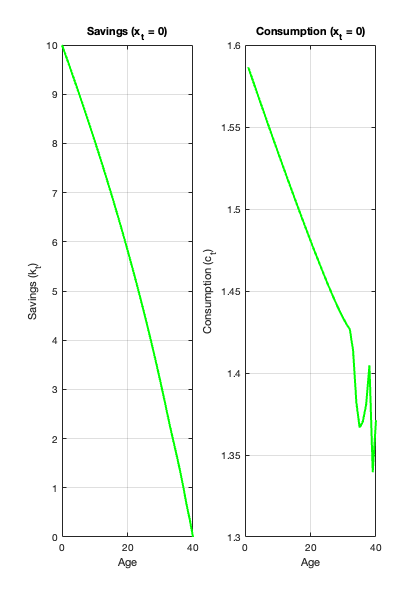 Savings (x_t = 0)
10
9
8
7
6
5
4
3
2
1
0
Savings (k_t)
0 20 40
Age
Consumption (x_t = 0)
1.6
1.55
1.5
1.45
1.4
1.35
1.3
Consumption (c_t)
0 20 40
Age